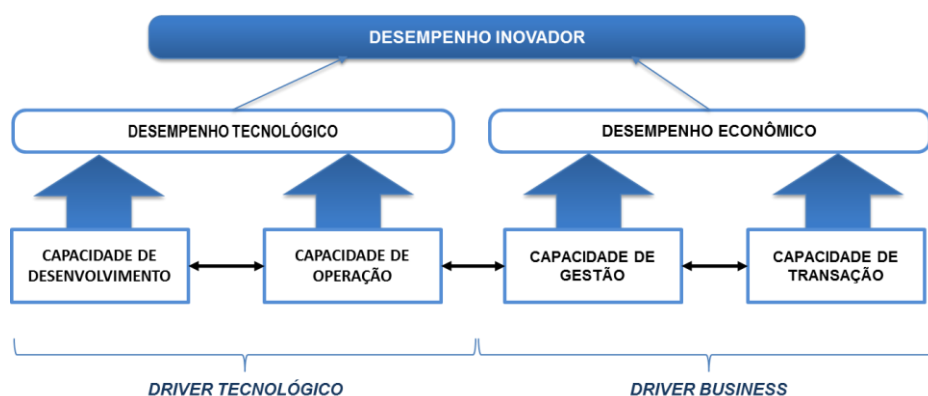 DESEMPENHO INOVADOR
DESEMPENHO TECNOLÓGICO
DESEMPENHO ECONÔMICO
CAPACIDADE DE
DESENVOLVIMENTO
CAPACIDADE DE
OPERAÇÃO
CAPACIDADE DE
GESTÃO
CAPACIDADE DE
TRANSAÇÃO
DRIVER TECNOLÓGICO
DRIVER BUSINESS